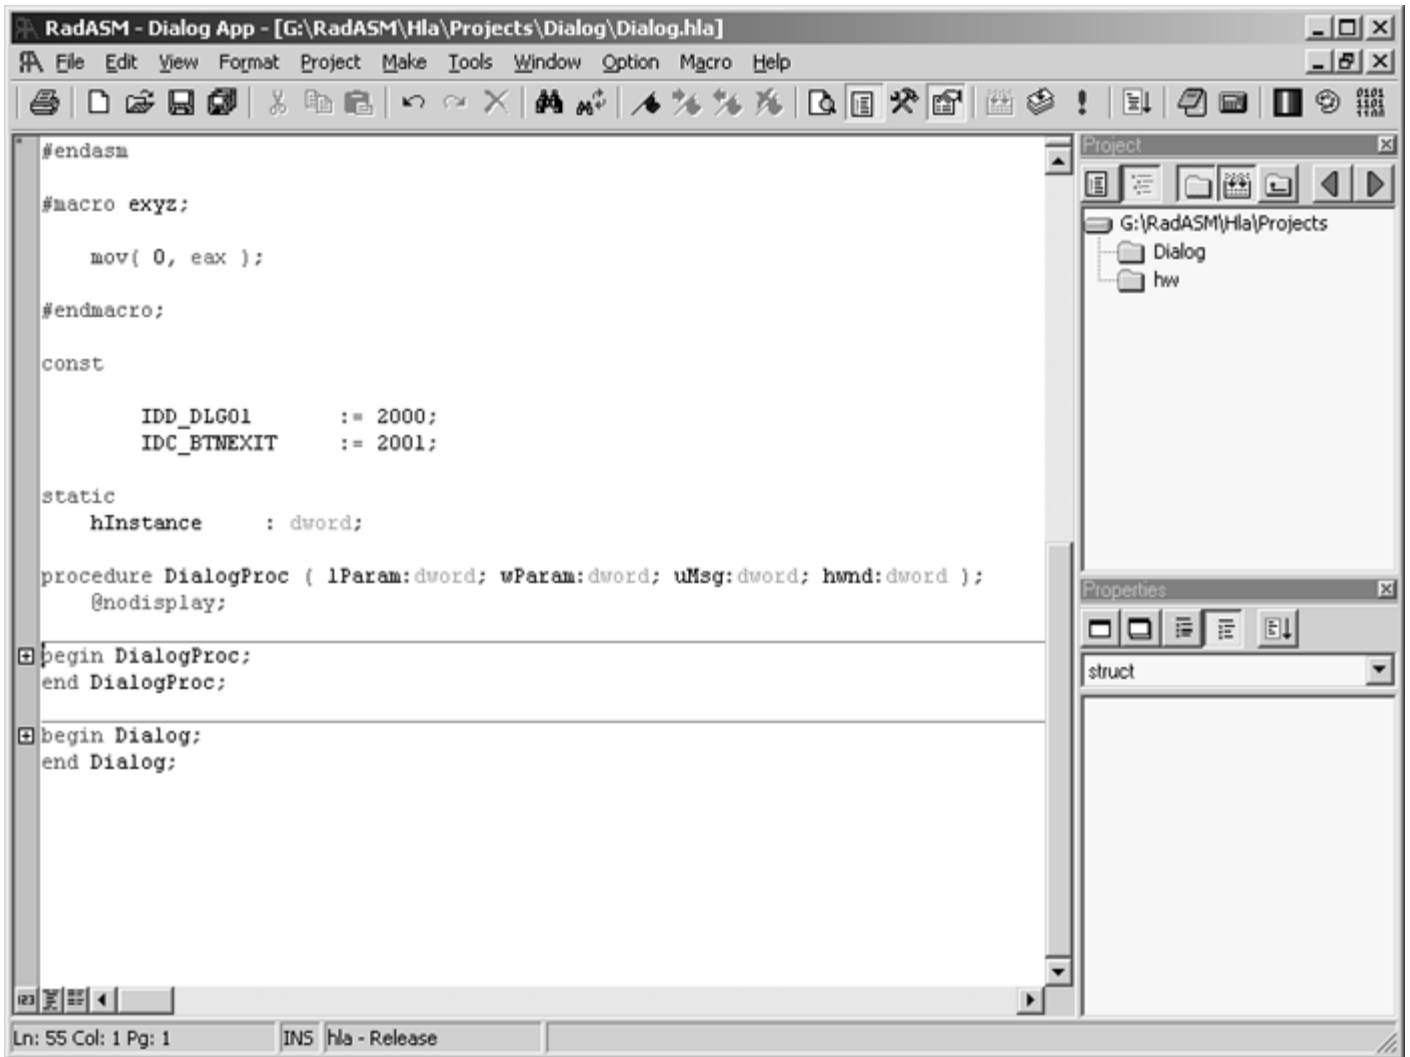 RadASM - Dialog App - [G:\RadASM\Hla\Projects\Dialog\Dialog.hla]
File Edit View Format Project Make Tools Window Option Macro Help
#endasm
#macro exyz;
mov( 0, eax );
#endmacro;
const
IDD_DLG01 := 2000;
IDC_BTNEXIT := 2001;
static
hInstance : dword;
procedure DialogProc ( lParam:dword; wParam:dword; uMsg:dword; hwnd:dword );
@nodisplay;
begin DialogProc;
end DialogProc;
begin Dialog;
end Dialog;
Project
G:\RadASM\Hla\Projects
Dialog
hw
Properties
struct
Ln: 55 Col: 1 Pg: 1 INS hla - Release